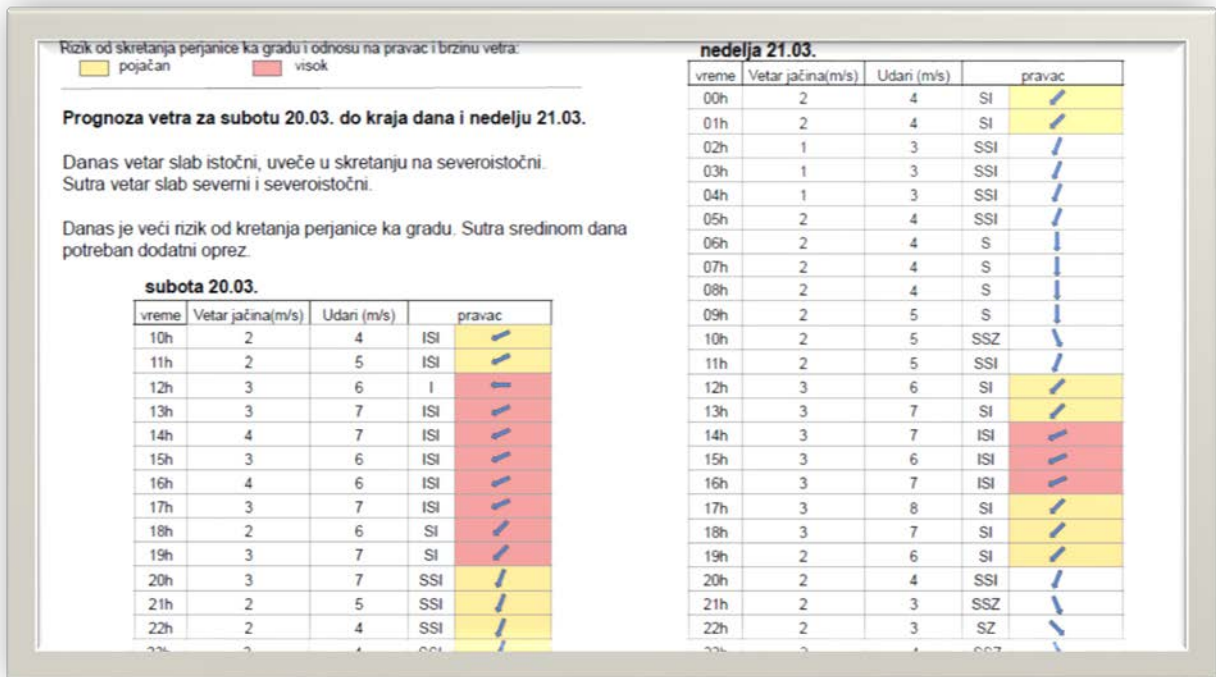 Rizik od skretanja perjanice ka gradu i odnosu na pravac i brzinu vetra:
pojačan visok
Prognoza vetra za subotu 20.03. do kraja dana i nedelju 21.03.
Danas vetar slab istočni, uveče u skretanju na severoistočni.
Sutra vetar slab severni i severoistočni.
Danas je veći rizik od kretanja perjanice ka gradu. Sutra sredinom dana
potreban dodatni oprez.
subota 20.03.
vreme Vetar jačina(m/s) Udari (m/s) pravac
10h 2 4 ISI
11h 2 5 ISI
12h 3 6 I
13h 3 7 ISI
14h 4 7 ISI
15h 3 6 ISI
16h 4 6 ISI
17h 3 7 ISI
18h 2 6 SI
19h 3 7 SI
20h 3 7 SSI
21h 2 5 SSI
22h 2 4 SSI
nedelja 21.03.
vreme Vetar jačina(m/s) Udari (m/s) pravac
00h 2 4 SI
01h 2 4 SI
02h 1 3 SSI
03h 1 3 SSI
04h 1 3 SSI
05h 2 4 SSI
06h 2 4 S
07h 2 4 S
08h 2 4 S
09h 2 5 S
10h 2 5 SSZ
11h 2 5 SSI
12h 3 6 SI
13h 3 7 SI
14h 3 7 ISI
15h 3 6 ISI
16h 3 7 ISI
17h 3 8 SI
18h 3 7 SI
19h 2 6 SI
20h 2 4 SSI
21h 2 3 SSZ
22h 2 3 SZ